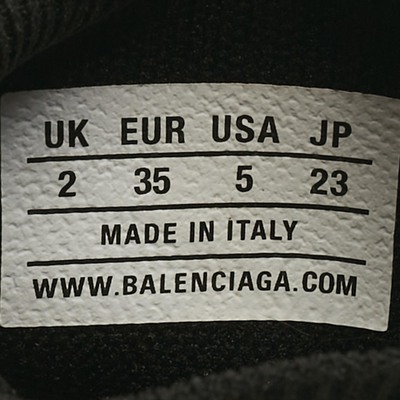 UK EUR USA JP
2 35 5 23
MADE IN ITALY
WWW.BALENCIAGA.COM